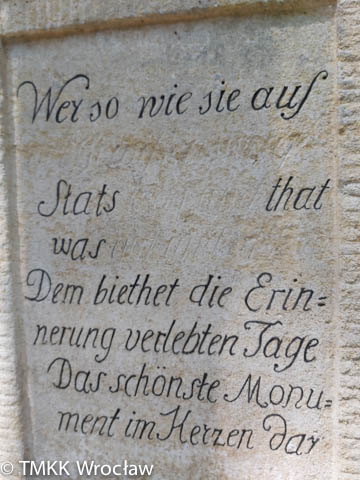 Wer so wie sie auf
Stats that
was
Dem biethet die Erin=
nerung verlebten Tage
Das schönste Monu=
ment im Herzen dar
© TMKK Wrocław